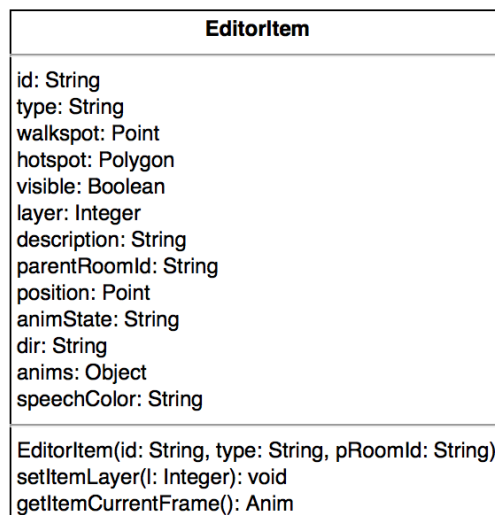 EditorItem
id: String
type: String
walkspot: Point
hotspot: Polygon
visible: Boolean
layer: Integer
description: String
parentRoomId: String
position: Point
animState: String
dir: String
anims: Object
speechColor: String
EditorItem(id: String, type: String, pRoomId: String)
setItemLayer(l: Integer): void
getItemCurrentFrame(): Anim